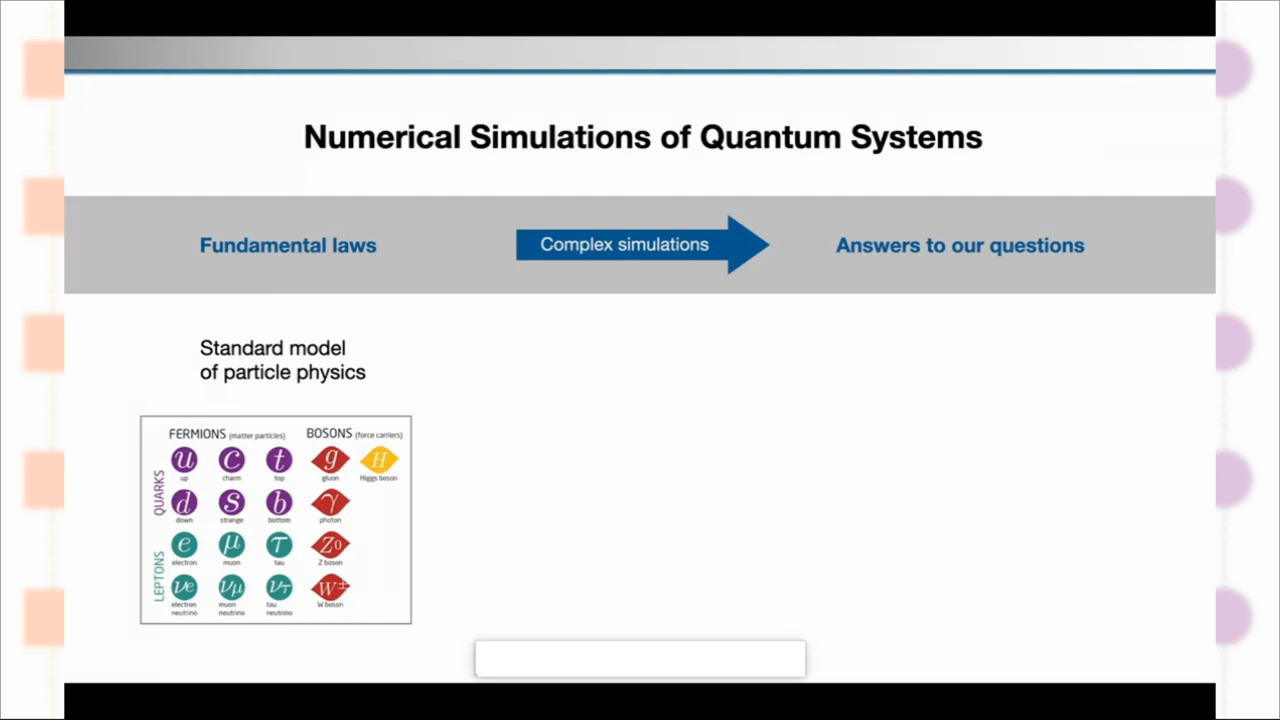 Numerical Simulations of Quantum Systems
Fundamental laws
Complex simulations
Answers to our questions
Standard model
of particle physics
FERMIONS (matter particles)
BOSONS (force carriers)
QUARKS
u c t g H
up charm top gluon Higgs boson
d s b γ
down strange bottom photon
LEPTONS
e μ τ Z0
electron muon tau Z boson
νe νμ ντ W±
electron muon tau W boson
neutrino neutrino neutrino